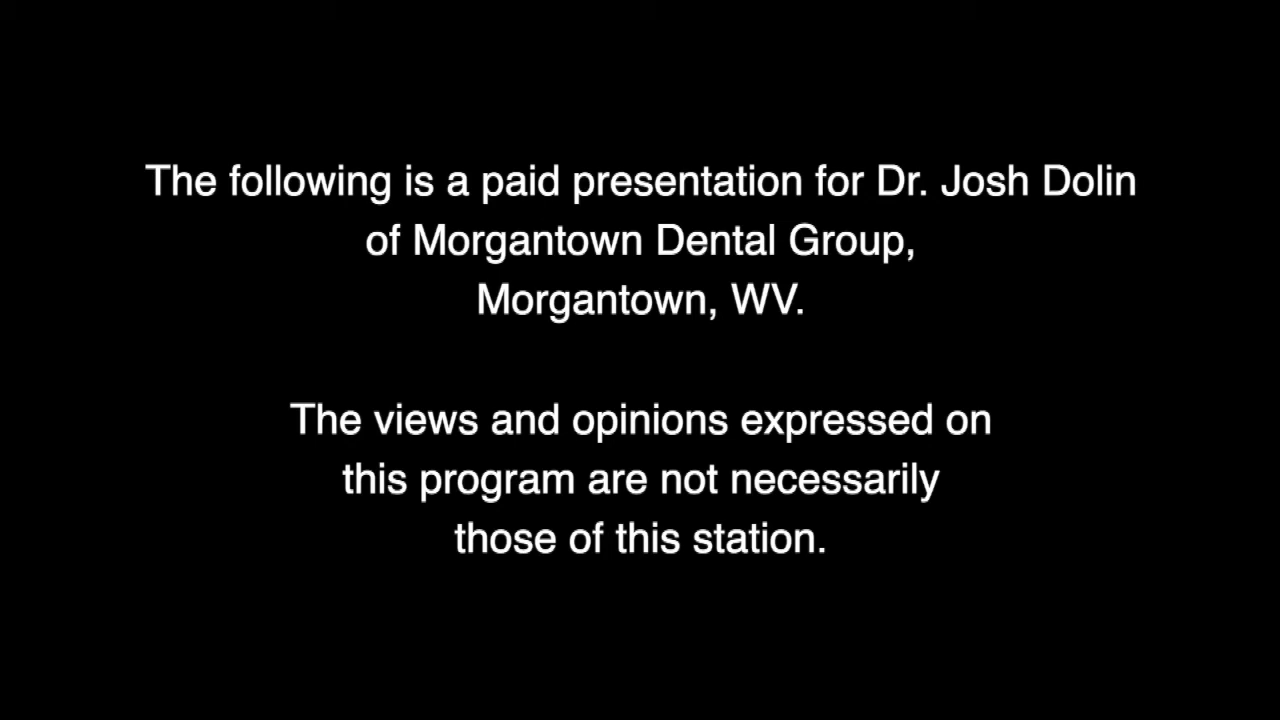 The following is a paid presentation for Dr. Josh Dolin
of Morgantown Dental Group,
Morgantown, WV.
The views and opinions expressed on
this program are not necessarily
those of this station.